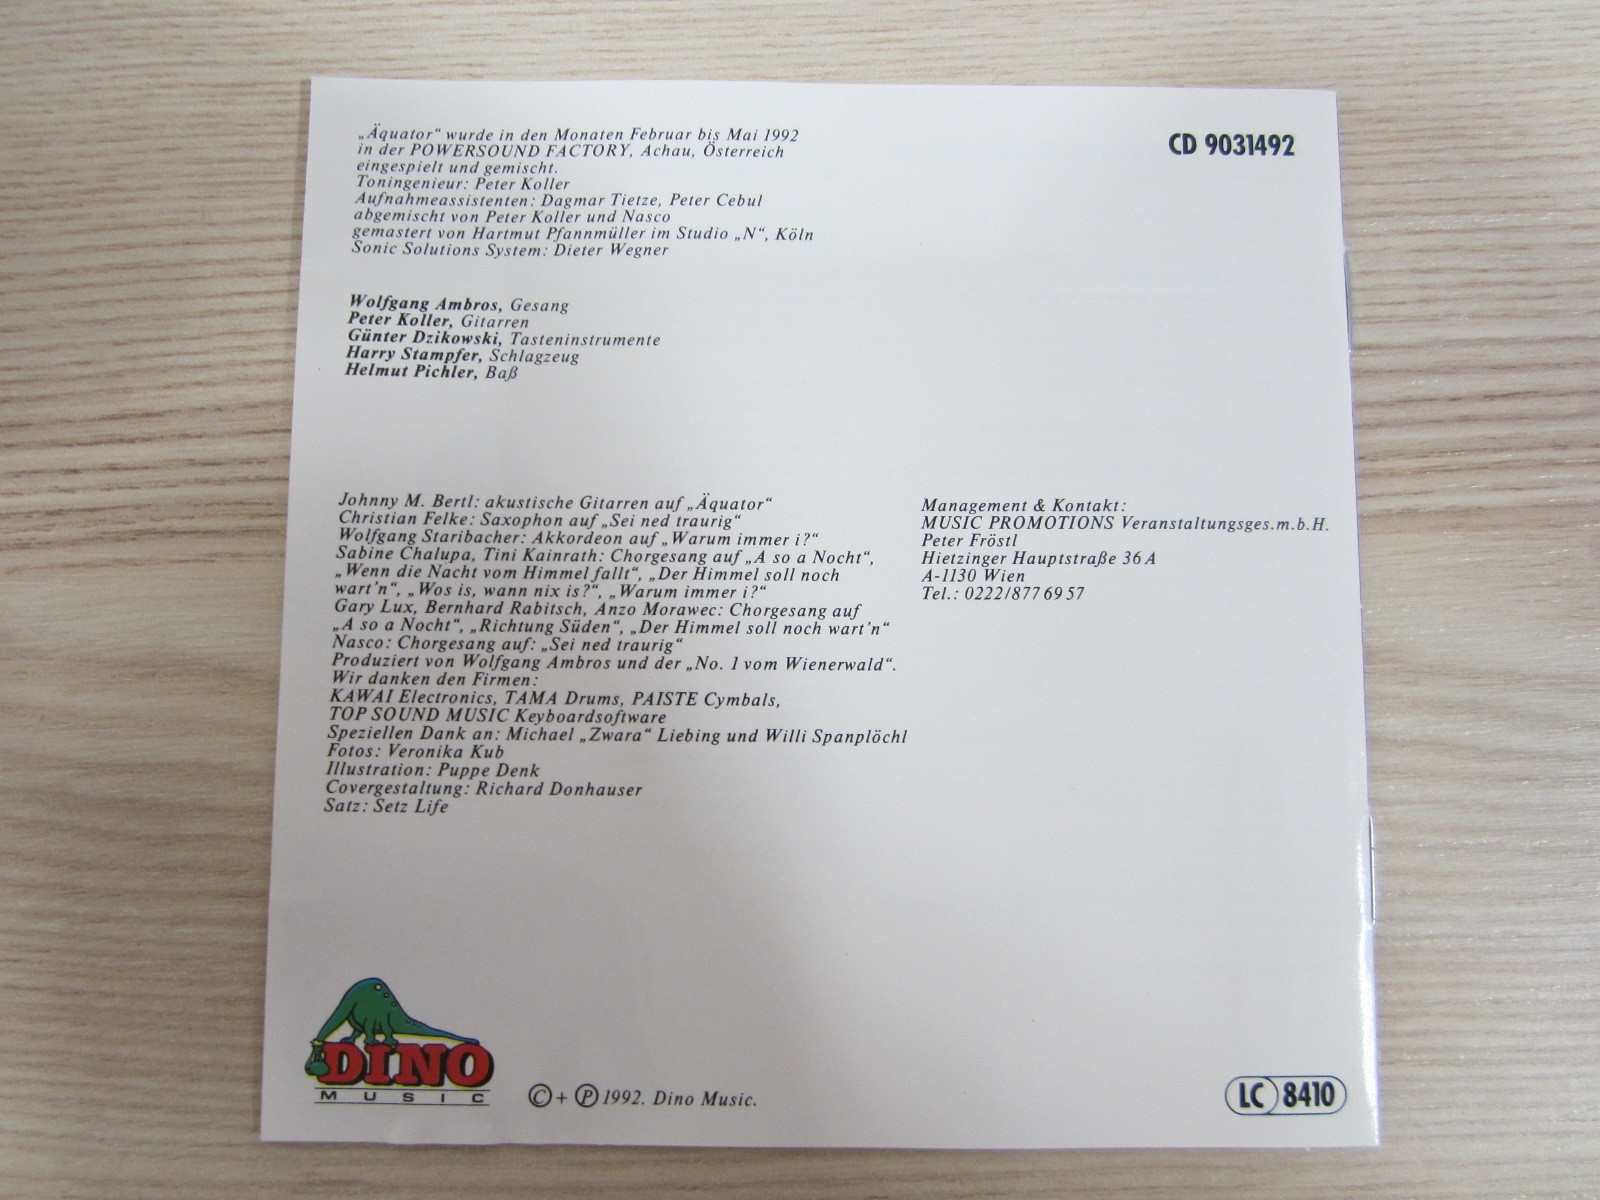 „Äquator“ wurde in den Monaten Februar bis Mai 1992
in der POWERSOUND FACTORY, Achau, Österreich
eingespielt und gemischt.
Toningenieur: Peter Koller
Aufnahmeassistenten: Dagmar Tietze, Peter Cebul
abgemischt von Peter Koller und Nasco
gemastert von Hartmut Pfannmüller im Studio „N“, Köln
Sonic Solutions System: Dieter Wegner
CD 9031492
Wolfgang Ambros, Gesang
Peter Koller, Gitarren
Günter Dzikowski, Tasteninstrumente
Harry Stampfer, Schlagzeug
Helmut Pichler, Baß
Johnny M. Bertl: akustische Gitarren auf „Äquator“
Christian Felke: Saxophon auf „Sei ned traurig“
Wolfgang Staribacher: Akkordeon auf „Warum immer i?“
Sabine Chalupa, Tini Kainrath: Chorgesang auf „A so a Nocht“,
„Wenn die Nacht vom Himmel fallt“, „Der Himmel soll noch
wart'n“, „Wos is, wann nix is?“, „Warum immer i?“
Gary Lux, Bernhard Rabitsch, Anzo Morawec: Chorgesang auf
„A so a Nocht“, „Richtung Süden“, „Der Himmel soll noch wart'n“
Nasco: Chorgesang auf: „Sei ned traurig“
Produziert von Wolfgang Ambros und der „No. 1 vom Wienerwald“.
Wir danken den Firmen:
KAWAI Electronics, TAMA Drums, PAISTE Cymbals,
TOP SOUND MUSIC Keyboardsoftware
Speziellen Dank an: Michael „Zwara“ Liebing und Willi Spanplöchl
Fotos: Veronika Kub
Illustration: Puppe Denk
Covergestaltung: Richard Donhauser
Satz: Setz Life
Management & Kontakt:
MUSIC PROMOTIONS Veranstaltungsges.m.b.H.
Peter Fröstl
Hietzinger Hauptstraße 36 A
A-1130 Wien
Tel.: 0222/877 69 57
DINO
MUSIC
© + ℗ 1992. Dino Music.
LC 8410